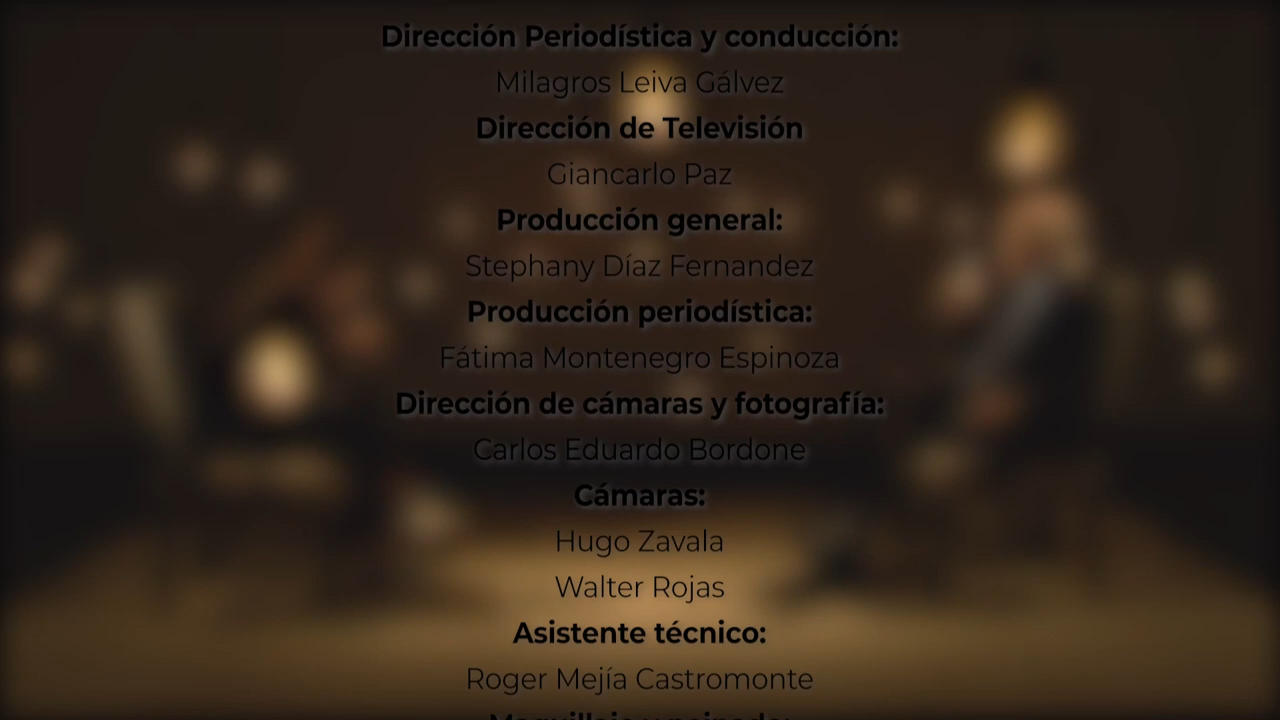 Dirección Periodística y conducción:
Milagros Leiva Gálvez
Dirección de Televisión
Giancarlo Paz
Producción general:
Stephany Díaz Fernandez
Producción periodística:
Fátima Montenegro Espinoza
Dirección de cámaras y fotografía:
Carlos Eduardo Bordone
Cámaras:
Hugo Zavala
Walter Rojas
Asistente técnico:
Roger Mejía Castromonte
Maquillaje y peinado: